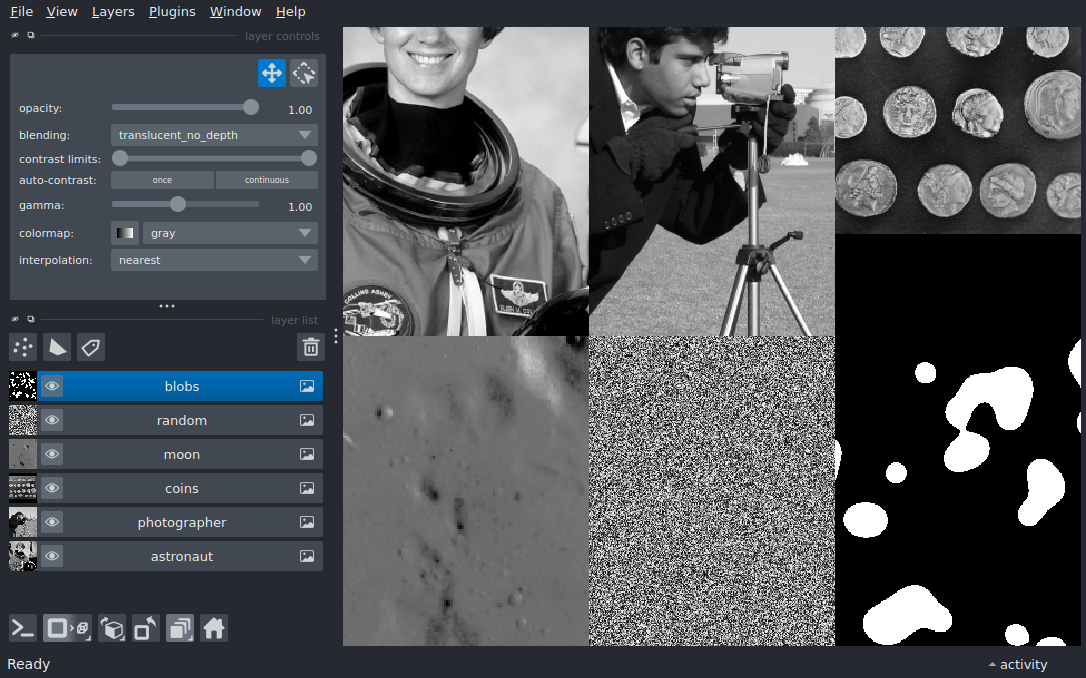 File View Layers Plugins Window Help
layer controls
opacity: 1.00
blending: translucent_no_depth
contrast limits:
auto-contrast: once continuous
gamma: 1.00
colormap: gray
interpolation: nearest
layer list
blobs
random
moon
coins
photographer
astronaut
Ready
activity
COLLINS